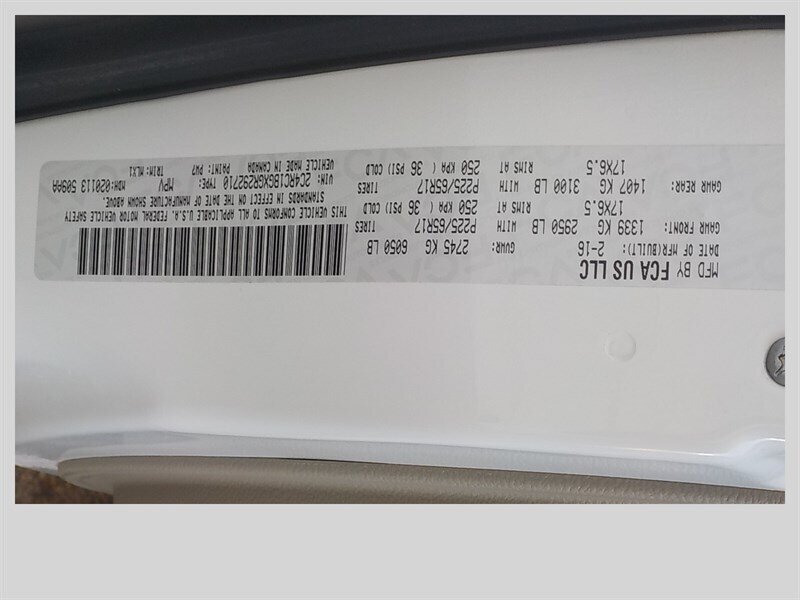 MFD BY FCA US LLC
DATE OF MFR(BUILT): 2-16 GVWR: 2745 KG 6050 LB
GAWR FRONT: 1339 KG 2950 LB WITH P225/65R17 TIRES
17X6.5 RIMS AT 250 KPA ( 36 PSI) COLD
GAWR REAR: 1407 KG 3100 LB WITH P225/65R17 TIRES
17X6.5 RIMS AT 250 KPA ( 36 PSI) COLD
THIS VEHICLE CONFORMS TO ALL APPLICABLE U.S.A. FEDERAL MOTOR VEHICLE SAFETY
STANDARDS IN EFFECT ON THE DATE OF MANUFACTURE SHOWN ABOVE.
VIN: 2C4RC1BGXGR292710 TYPE: MPV MDH:020113 509AA
VEHICLE MADE IN CANADA PAINT: PW7 TRIM: MLX1